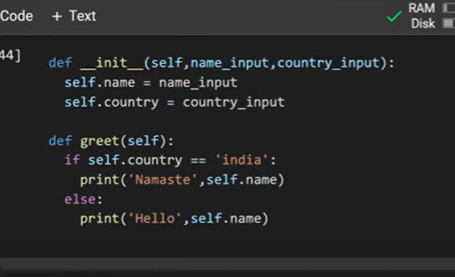 Code + Text RAM
Disk
44]
def __init__(self,name_input,country_input):
self.name = name_input
self.country = country_input
def greet(self):
if self.country == 'india':
print('Namaste',self.name)
else:
print('Hello',self.name)